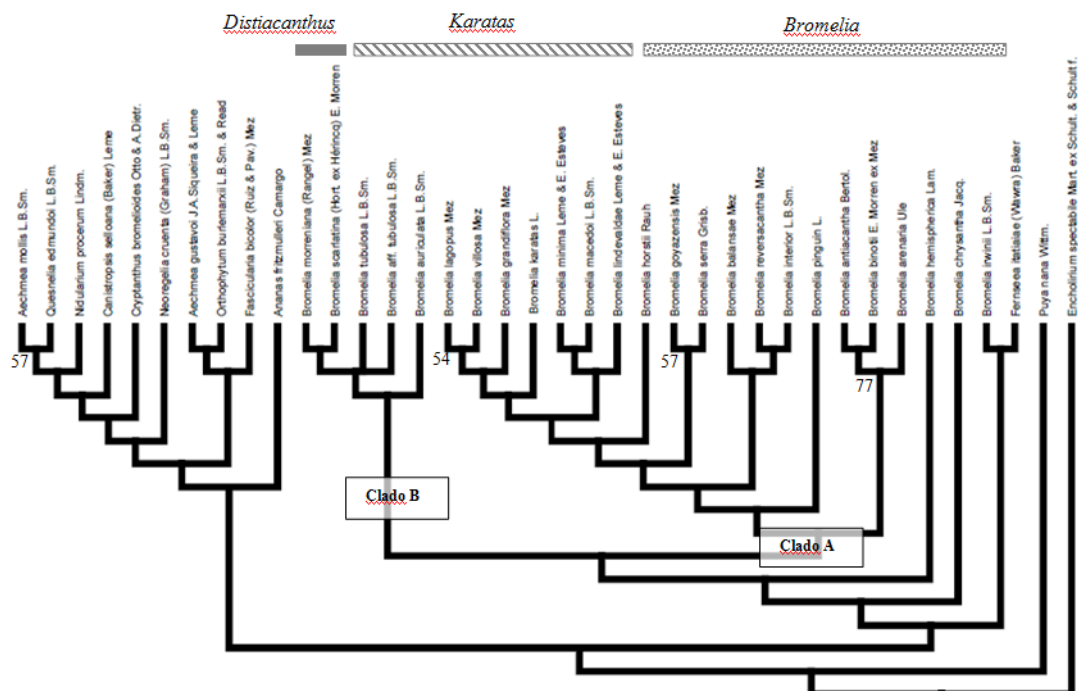 Distiacanthus
Karatas
Bromelia
Aechmea mollis L.B.Sm.
Quesnelia edmundoi L.B.Sm.
Nidularium procerum Lindm.
Canistropsis selloana (Baker) Leme
Cryptanthus bromelioides Otto & A.Dietr.
Neoregelia cruenta (Graham) L.B.Sm.
Aechmea gustavoi J.A.Siqueira & Leme
Orthophytum burlemarxii L.B.Sm. & Read
Fascicularia bicolor (Ruiz & Pav.) Mez
Ananas fritzmulleri Camargo
Bromelia morreniana (Rangel) Mez
Bromelia scarlatina (Hort. ex Hérincq) E. Morren
Bromelia tubulosa L.B.Sm.
Bromelia aff. tubulosa L.B.Sm.
Bromelia auriculata L.B.Sm.
Bromelia lagopus Mez
Bromelia villosa Mez
Bromelia grandiflora Mez
Bromelia karatas L.
Bromelia minima Leme & E. Esteves
Bromelia macedoi L.B.Sm.
Bromelia lindevaldae Leme & E. Esteves
Bromelia horstii Rauh
Bromelia goyazensis Mez
Bromelia serra Griseb.
Bromelia balansae Mez
Bromelia reversacantha Mez
Bromelia interior L.B.Sm.
Bromelia pinguin L.
Bromelia antiacantha Bertol.
Bromelia binotii E. Morren ex Mez
Bromelia arenaria Ule
Bromelia hemispherica Lam.
Bromelia chrysantha Jacq.
Bromelia irwinii L.B.Sm.
Fernseea itatiaiae (Wawra) Baker
Puya nana Wittm.
Encholirium spectabile Mart. ex Schult. & Schult f.
57
54
57
77
Clado B
Clado A